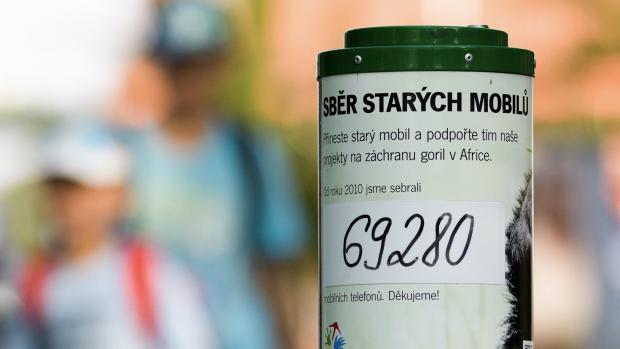 SBĚR STARÝCH MOBILŮ
Přineste starý mobil a podpořte tím naše
projekty na záchranu goril v Africe.
Od roku 2010 jsme sebrali
69280
mobilních telefonů. Děkujeme!